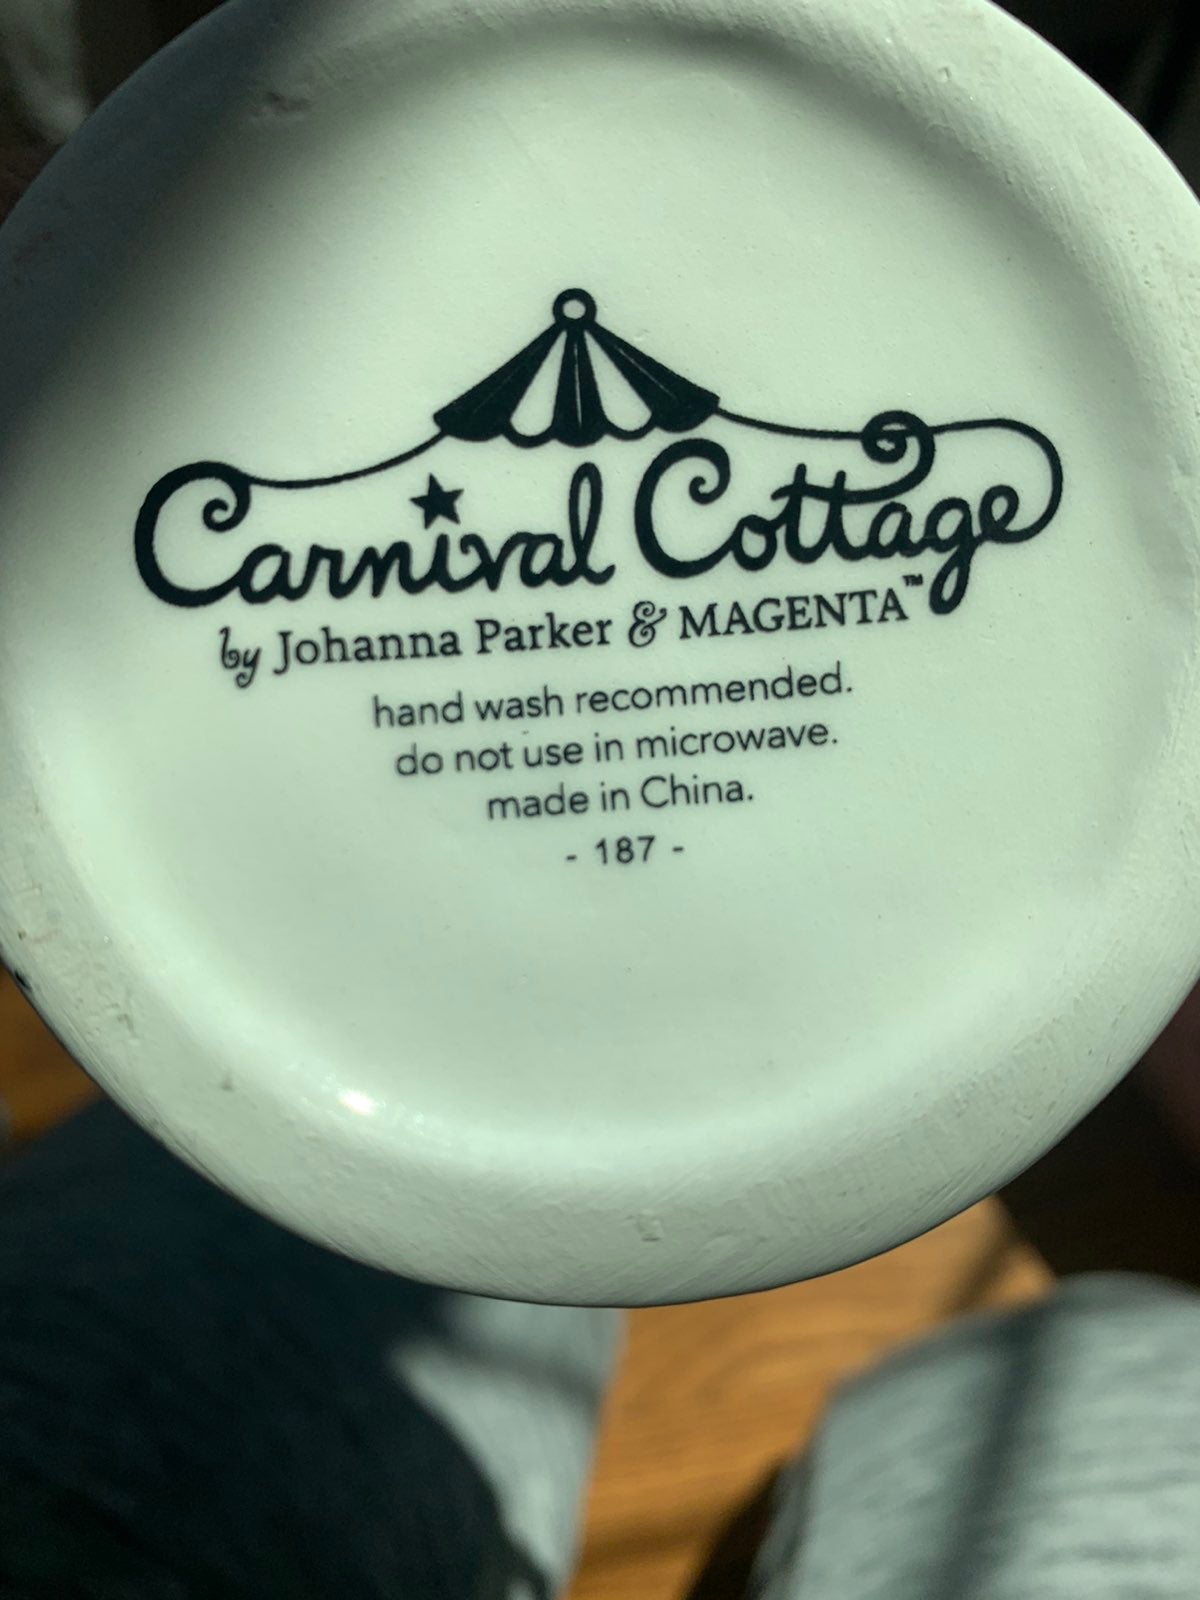 Carnival Cottage
by Johanna Parker & MAGENTA™
hand wash recommended.
do not use in microwave.
made in China.
- 187 -